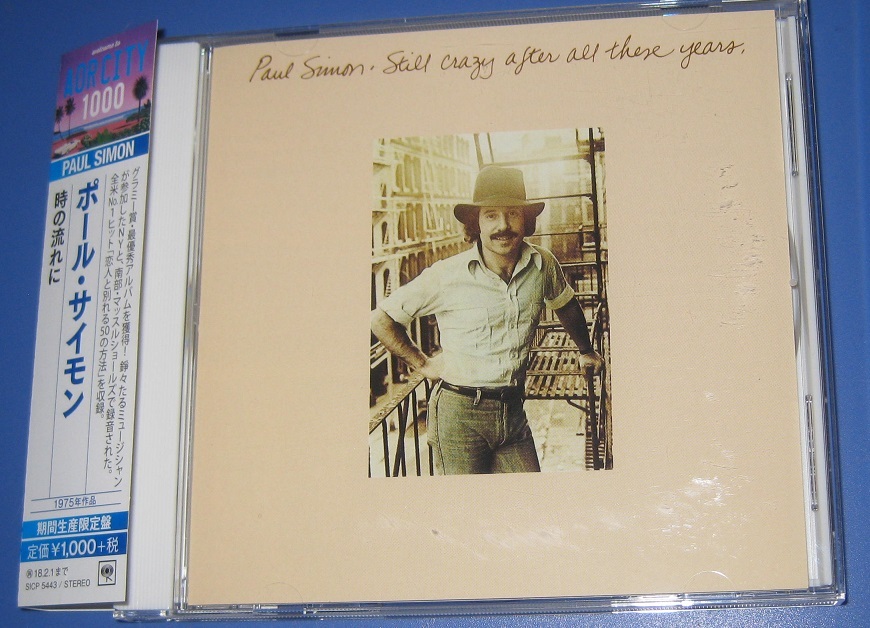 welcome to
AOR CITY
1000
PAUL SIMON
グラミー賞・最優秀アルバムを獲得! 錚々たるミュージシャン
が参加したNYと、南部・マッスルショールズで録音された。
全米No.1ヒット「恋人と別れる50の方法」を収録。
ポール・サイモン
時の流れに
1975年作品
期間生産限定盤
定価¥1,000+税
18.2.1まで
SICP 5443 / STEREO
Paul Simon. Still crazy after all these years.